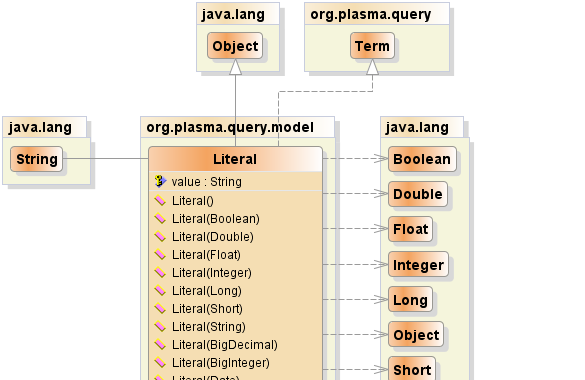 java.lang
Object
org.plasma.query
Term
java.lang
String
org.plasma.query.model
Literal
value : String
Literal()
Literal(Boolean)
Literal(Double)
Literal(Float)
Literal(Integer)
Literal(Long)
Literal(Short)
Literal(String)
Literal(BigDecimal)
Literal(BigInteger)
Literal(Date)
java.lang
Boolean
Double
Float
Integer
Long
Object
Short